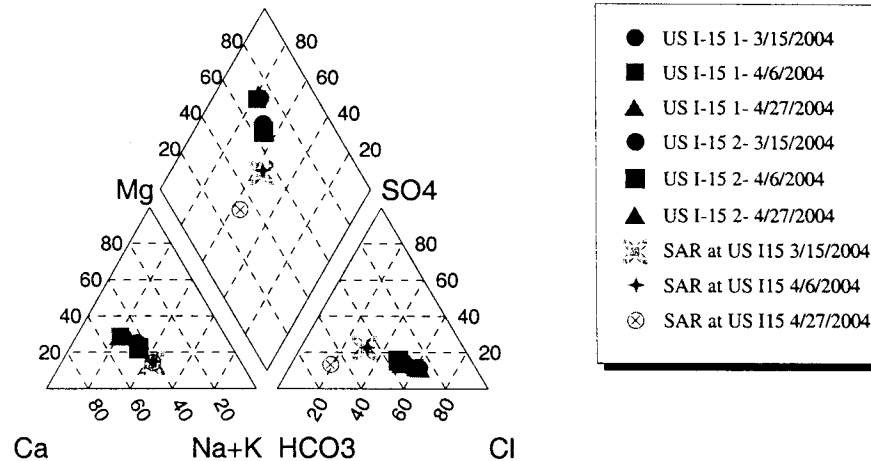 80 80
60 60
40 40
20 20
Mg SO4
80 80
60 60
40 40
20 20
80 60 40 20 20 40 60 80
Ca Na+K HCO3 Cl
US I-15 1- 3/15/2004
US I-15 1- 4/6/2004
US I-15 1- 4/27/2004
US I-15 2- 3/15/2004
US I-15 2- 4/6/2004
US I-15 2- 4/27/2004
SAR at US I15 3/15/2004
SAR at US I15 4/6/2004
SAR at US I15 4/27/2004